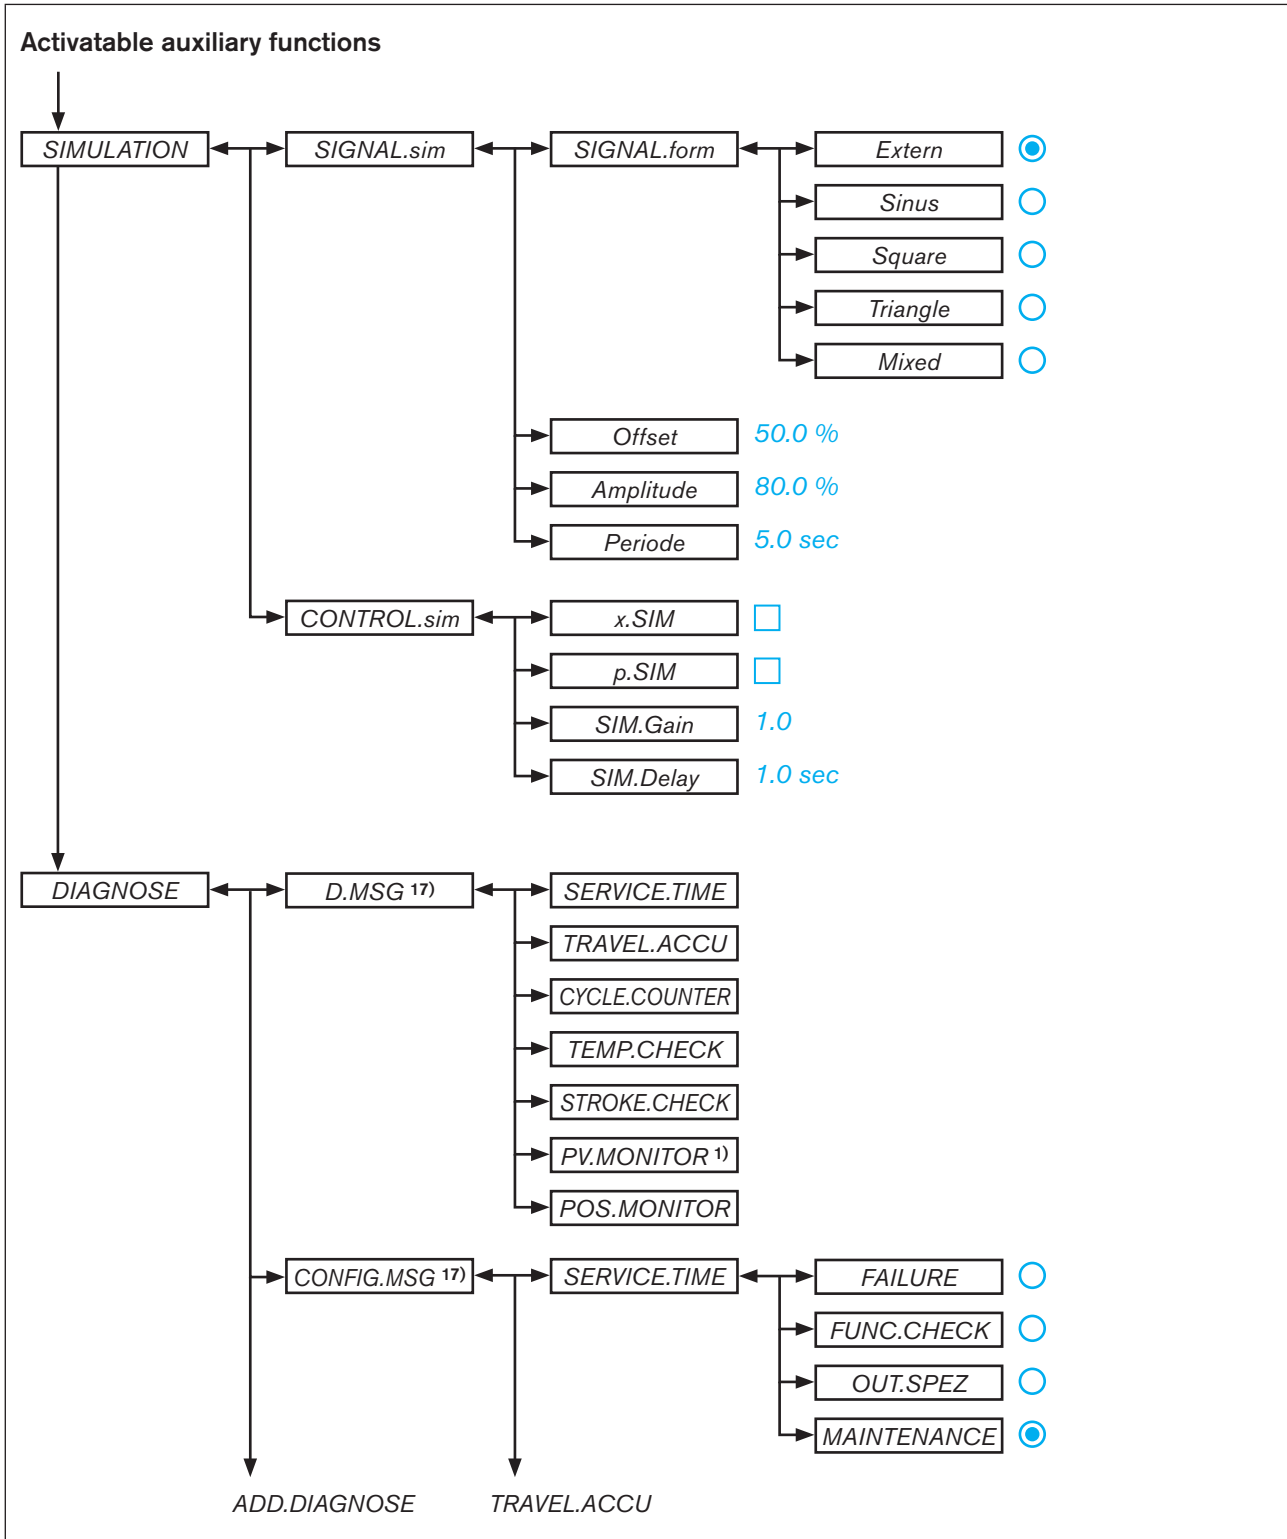 Activatable auxiliary functions
SIMULATION SIGNAL.sim SIGNAL.form Extern
Sinus
Square
Triangle
Mixed
Offset 50.0 %
Amplitude 80.0 %
Periode 5.0 sec
CONTROL.sim x.SIM
p.SIM
SIM.Gain 1.0
SIM.Delay 1.0 sec
DIAGNOSE D.MSG 17) SERVICE.TIME
TRAVEL.ACCU
CYCLE.COUNTER
TEMP.CHECK
STROKE.CHECK
PV.MONITOR 1)
POS.MONITOR
CONFIG.MSG 17) SERVICE.TIME FAILURE
FUNC.CHECK
OUT.SPEZ
MAINTENANCE
ADD.DIAGNOSE TRAVEL.ACCU